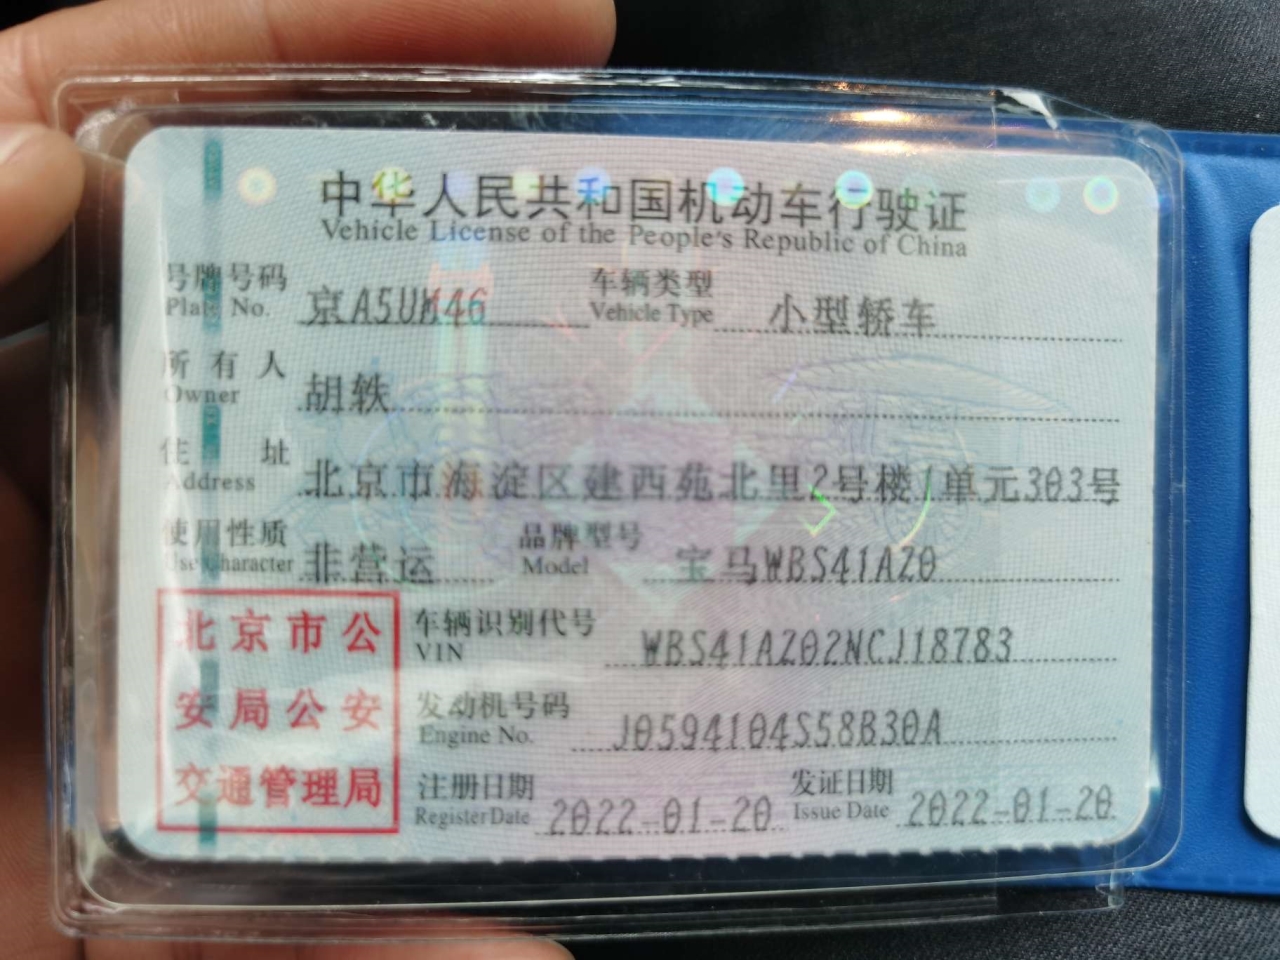 中华人民共和国机动车行驶证
Vehicle License of the People's Republic of China
号牌号码 京A5UM46 车辆类型 小型轿车
Plate No. Vehicle Type
所有人 胡轶
Owner
住址 北京市海淀区建西苑北里2号楼1单元303号
Address
使用性质 非营运 品牌型号 宝马WBS41AZ0
Use Character Model
北京市公
安局公安
交通管理局
车辆识别代号 WBS41AZ02NCJ18783
VIN
发动机号码 J0594104S58B30A
Engine No.
注册日期 2022-01-20 发证日期 2022-01-20
Register Date Issue Date